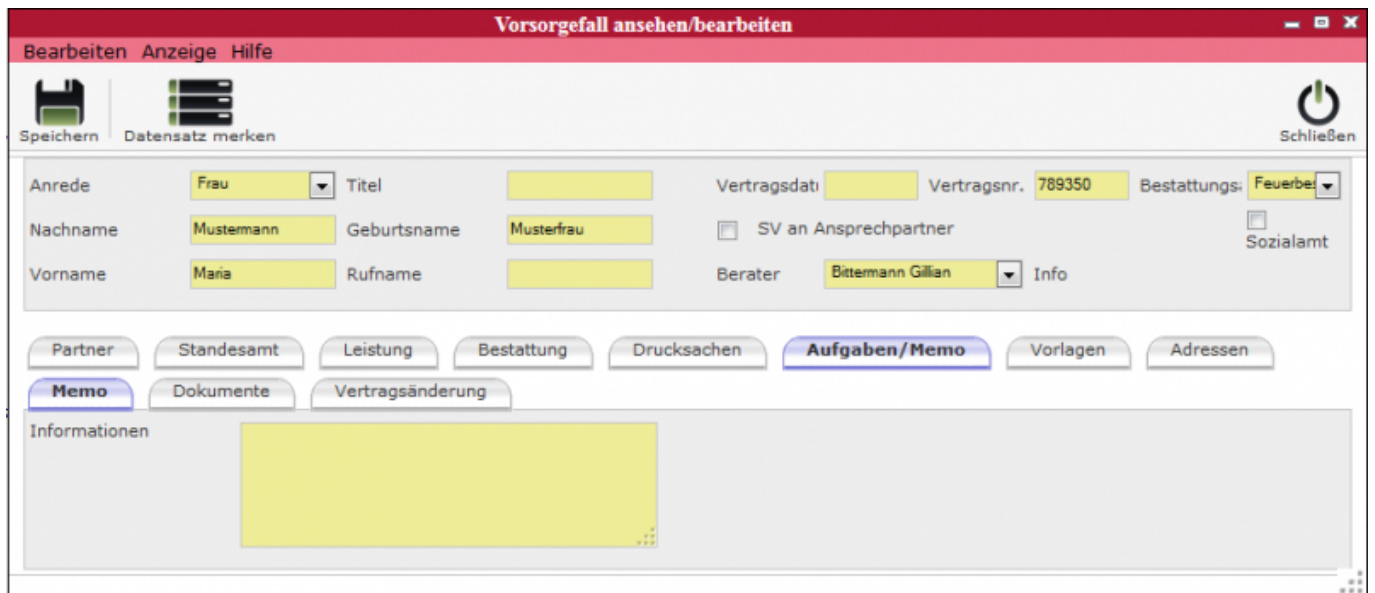 Vorsorgefall ansehen/bearbeiten
Bearbeiten Anzeige Hilfe
Speichern Datensatz merken Schließen
Anrede Frau Titel Vertragsdatu Vertragsnr. 789350 Bestattungs: Feuerbes
Nachname Mustermann Geburtsname Musterfrau SV an Ansprechpartner Sozialamt
Vorname Maria Rufname Berater Bittermann Gillian Info
Partner Standesamt Leistung Bestattung Drucksachen Aufgaben/Memo Vorlagen Adressen
Memo Dokumente Vertragsänderung
Informationen